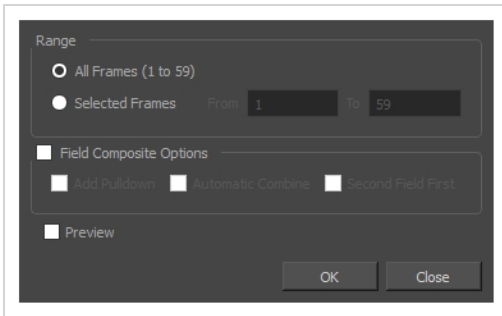 Range
All Frames (1 to 59)
Selected Frames From 1 To 59
Field Composite Options
Add Pulldown Automatic Combine Second Field First
Preview
OK Close